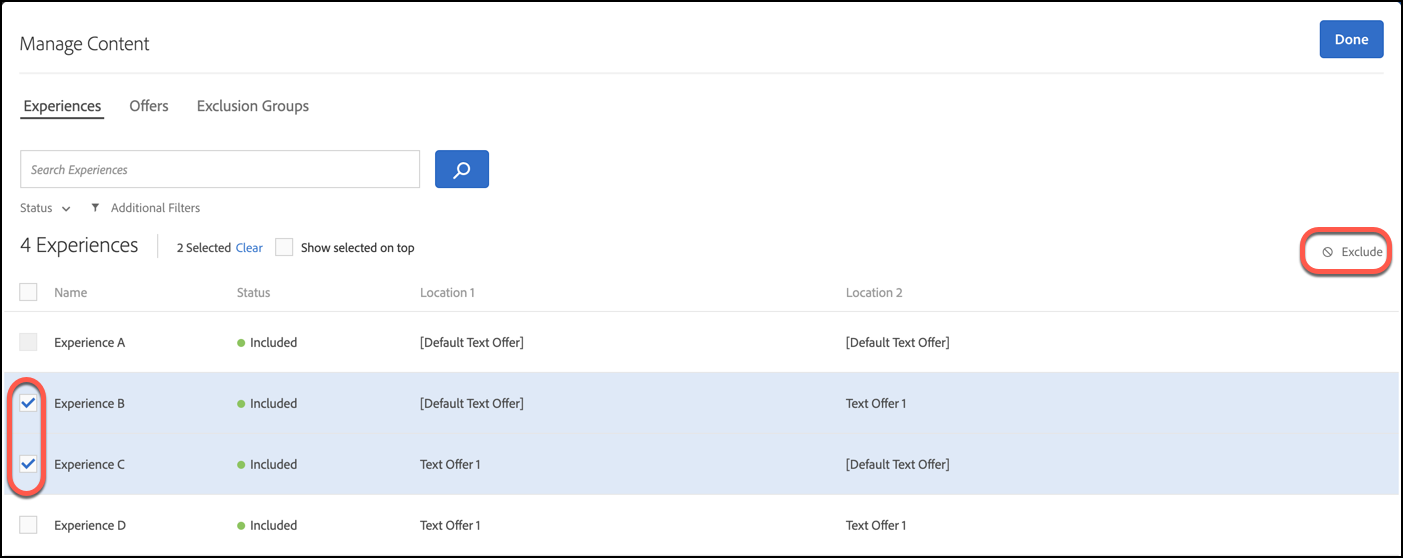 Manage Content
Done
Experiences Offers Exclusion Groups
Search Experiences
Status Additional Filters
4 Experiences 2 Selected Clear Show selected on top
Exclude
Name Status Location 1 Location 2
Experience A Included [Default Text Offer] [Default Text Offer]
Experience B Included [Default Text Offer] Text Offer 1
Experience C Included Text Offer 1 [Default Text Offer]
Experience D Included Text Offer 1 Text Offer 1